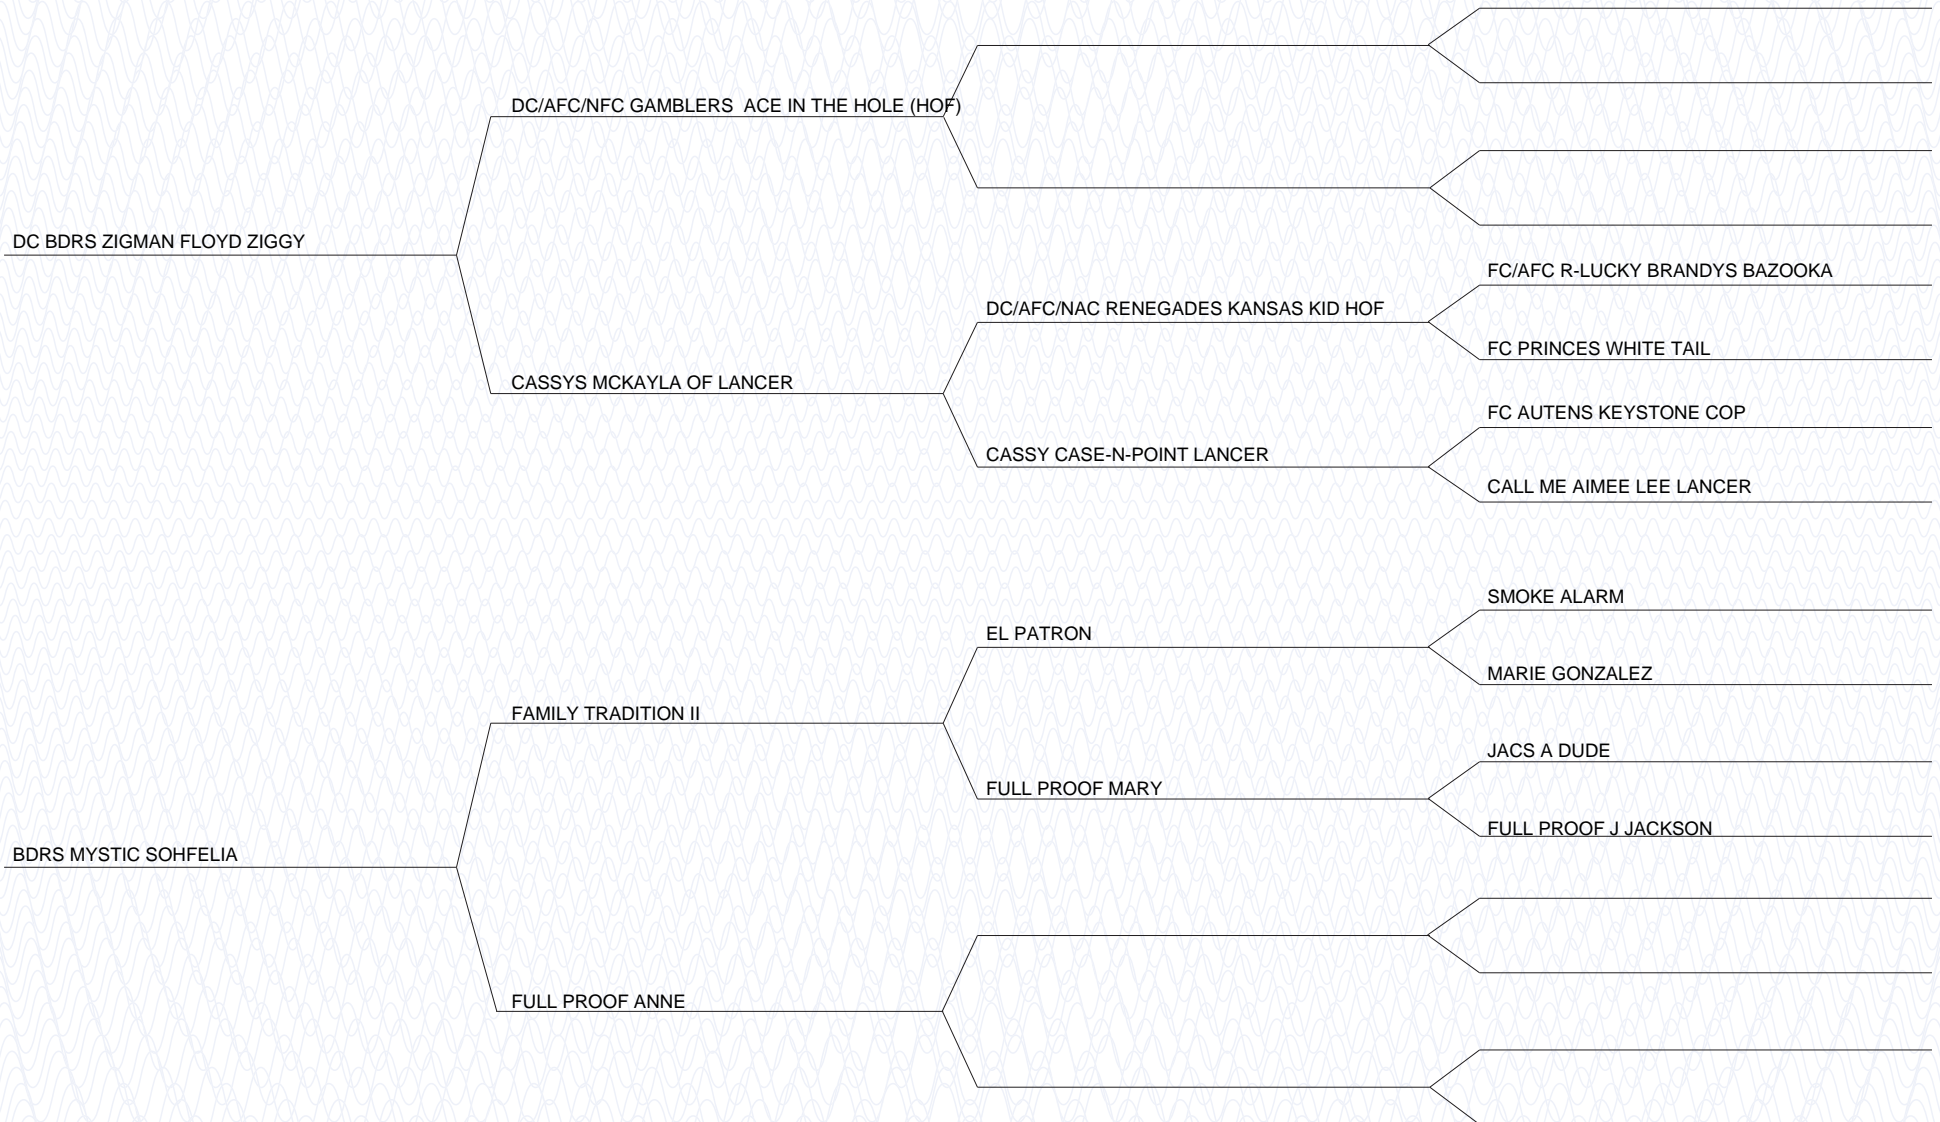 DC/AFC/NFC GAMBLERS  ACE IN THE HOLE (HOF)
DC BDRS ZIGMAN FLOYD ZIGGY
FC/AFC R-LUCKY BRANDYS BAZOOKA
DC/AFC/NAC RENEGADES KANSAS KID HOF
FC PRINCES WHITE TAIL
CASSYS MCKAYLA OF LANCER
FC AUTENS KEYSTONE COP
CASSY CASE-N-POINT LANCER
CALL ME AIMEE LEE LANCER
SMOKE ALARM
EL PATRON
MARIE GONZALEZ
FAMILY TRADITION II
JACS A DUDE
FULL PROOF MARY
FULL PROOF J JACKSON
BDRS MYSTIC SOHFELIA
FULL PROOF ANNE